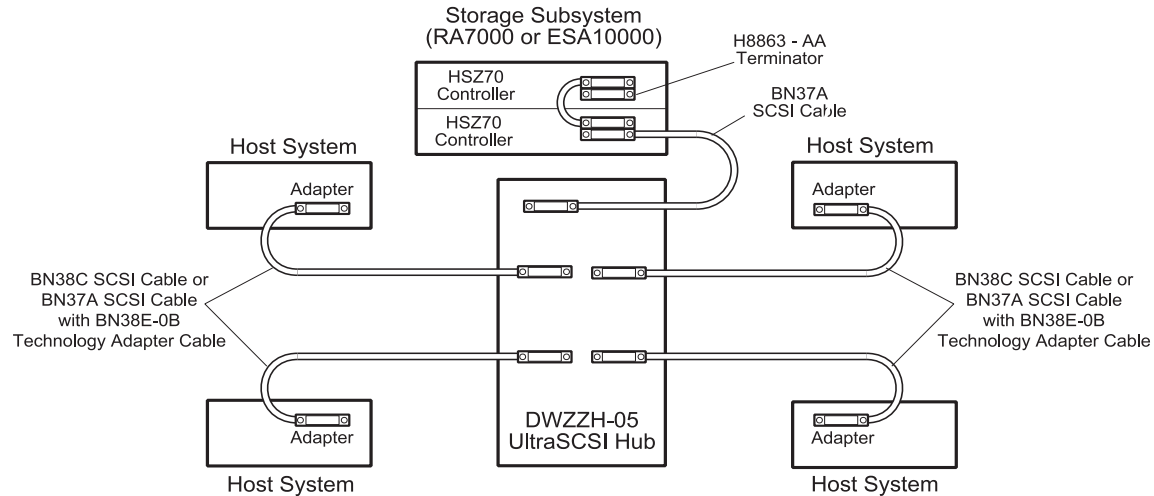 Storage Subsystem
(RA7000 or ESA10000)
H8863 - AA
Terminator
HSZ70
Controller
BN37A
SCSI Cable
HSZ70
Controller
Host System
Host System
Adapter
Adapter
BN38C SCSI Cable or
BN37A SCSI Cable
with BN38E-0B
Technology Adapter Cable
BN38C SCSI Cable or
BN37A SCSI Cable
with BN38E-0B
Technology Adapter Cable
DWZZH-05
UltraSCSI Hub
Adapter
Adapter
Host System
Host System